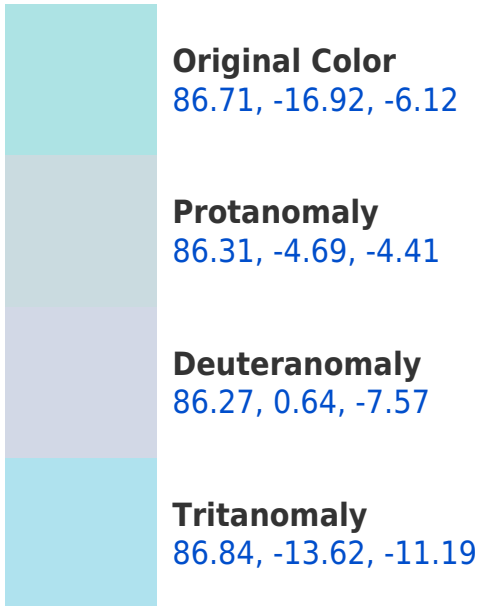 Original Color
86.71, -16.92, -6.12
Protanomaly
86.31, -4.69, -4.41
Deuteranomaly
86.27, 0.64, -7.57
Tritanomaly
86.84, -13.62, -11.19